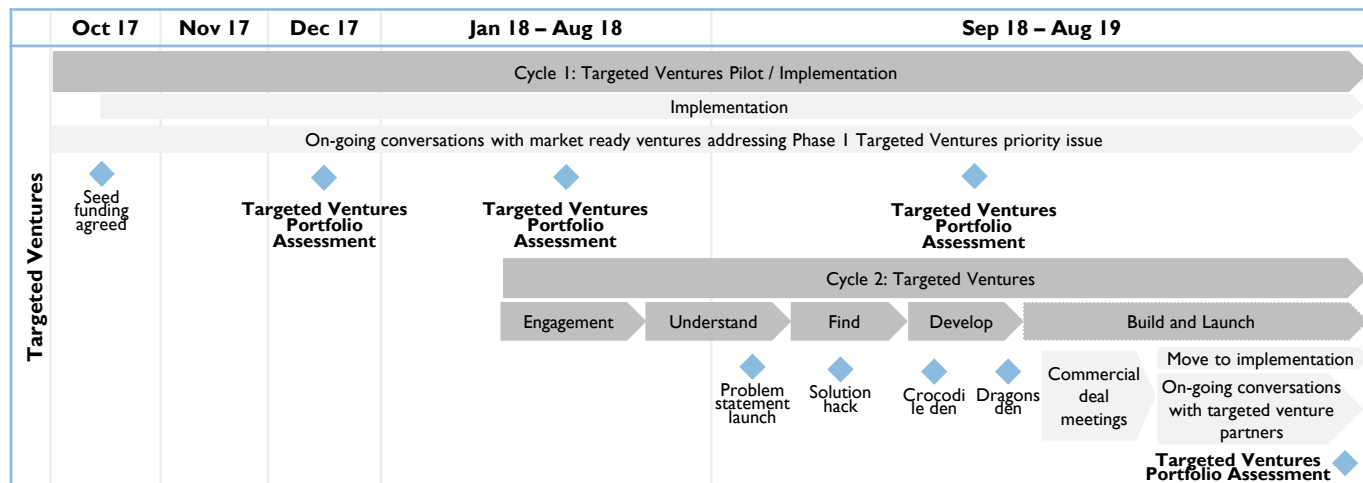 Oct 17
Nov 17
Dec 17
Jan 18 – Aug 18
Sep 18 – Aug 19
Targeted Ventures
Cycle 1: Targeted Ventures Pilot / Implementation
Implementation
On-going conversations with market ready ventures addressing Phase 1 Targeted Ventures priority issue
Seed
funding
agreed
Targeted Ventures
Portfolio
Assessment
Targeted Ventures
Portfolio
Assessment
Targeted Ventures
Portfolio
Assessment
Cycle 2: Targeted Ventures
Engagement
Understand
Find
Develop
Build and Launch
Problem
statement
launch
Solution
hack
Crocodi
le den
Dragons
den
Commercial
deal
meetings
Move to implementation
On-going conversations
with targeted venture
partners
Targeted Ventures
Portfolio Assessment